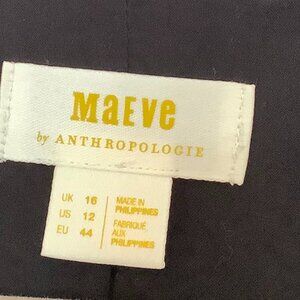 MAEVE
by ANTHROPOLOGIE
UK 16
US 12
EU 44
MADE IN
PHILIPPINES
FABRIQUÉ
AUX
PHILIPPINES